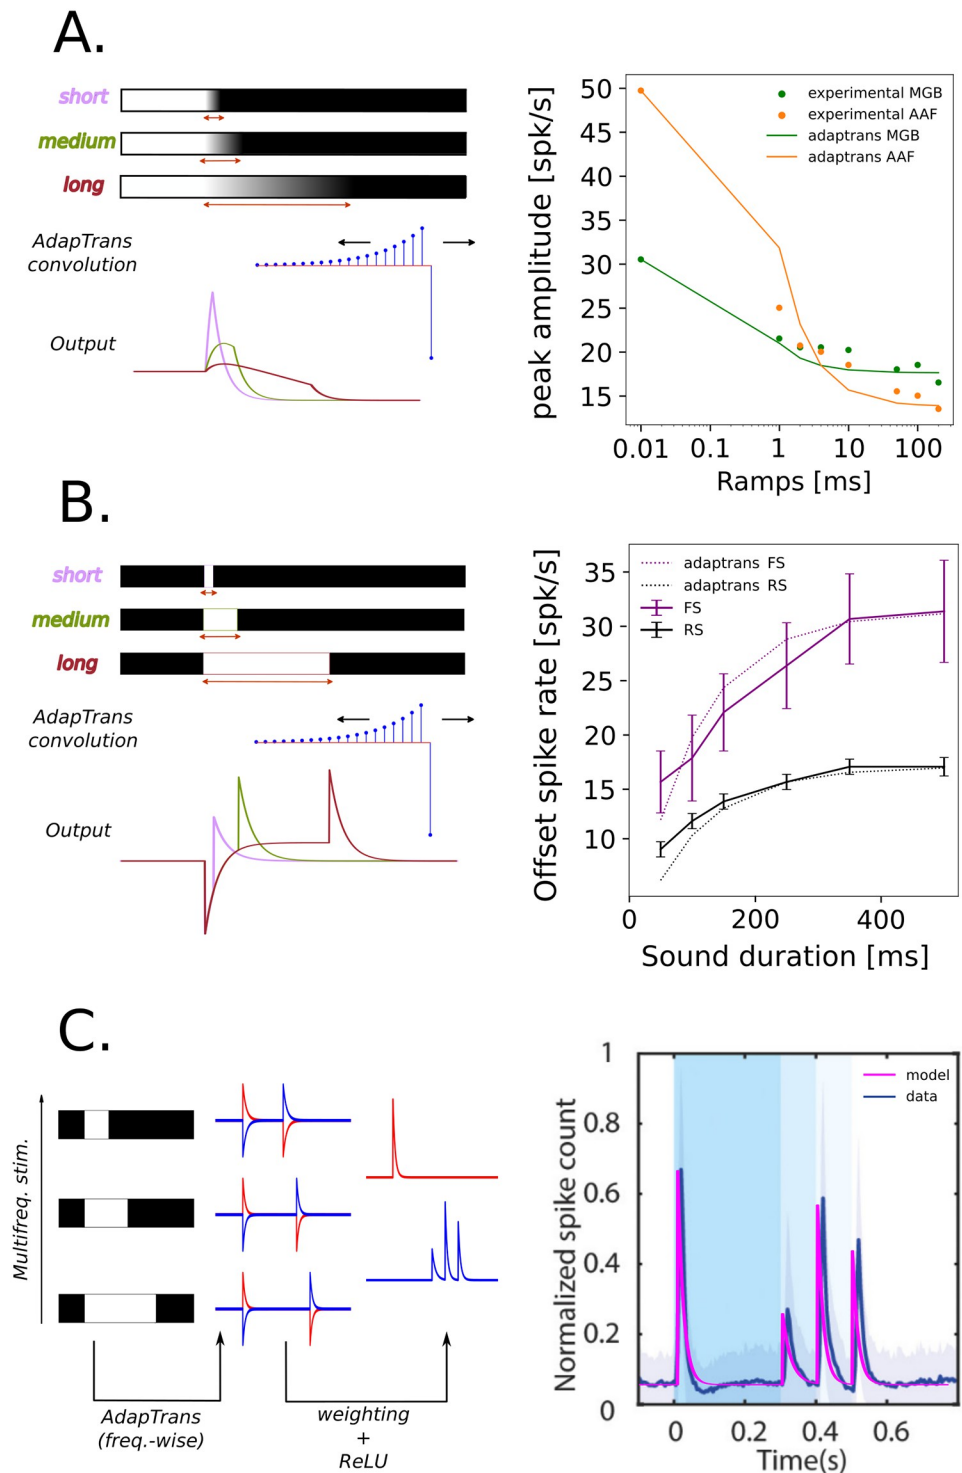 A.
short
medium
long
AdapTrans
convolution
Output
peak amplitude [spk/s]
50
45
40
35
30
25
20
15
experimental MGB
experimental AAF
adaptrans MGB
adaptrans AAF
0.01
0.1
1
10
100
Ramps [ms]
B.
short
medium
long
AdapTrans
convolution
Output
Offset spike rate [spk/s]
35
30
25
20
15
10
adaptrans FS
adaptrans RS
FS
RS
0
200
400
Sound duration [ms]
C.
Multifreq. stim.
AdapTrans
(freq.-wise)
weighting
+
ReLU
Normalized spike count
1
0.8
0.6
0.4
0.2
0
model
data
0
0.2
0.4
0.6
Time(s)